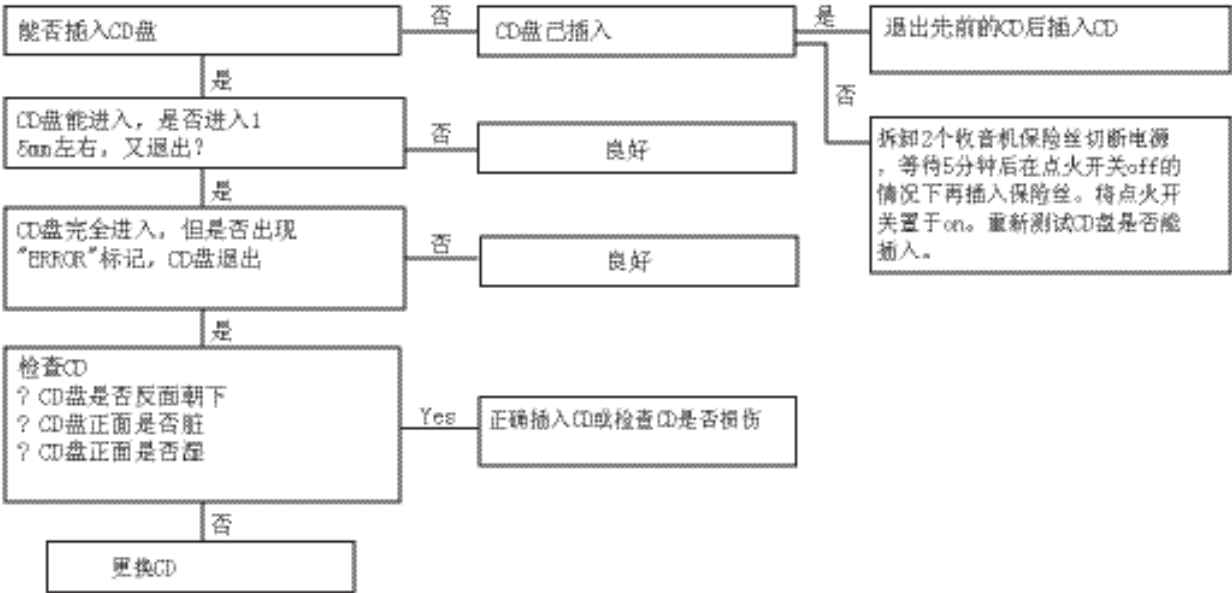 能否插入CD盘
否
CD盘已插入
是
退出先前的CD后插入CD
是
否
CD盘能进入，是否进入1
5mm左右，又退出？
否
良好
拆卸2个收音机保险丝切断电源
，等待5分钟后在点火开关off的
情况下再插入保险丝。将点火开
关置于on。重新测试CD盘是否能
插入。
是
CD盘完全进入，但是否出现
"ERROR"标记，CD盘退出
否
良好
是
检查CD
? CD盘是否反面朝下
? CD盘正面是否脏
? CD盘正面是否湿
Yes
正确插入CD或检查CD是否损伤
否
更换CD